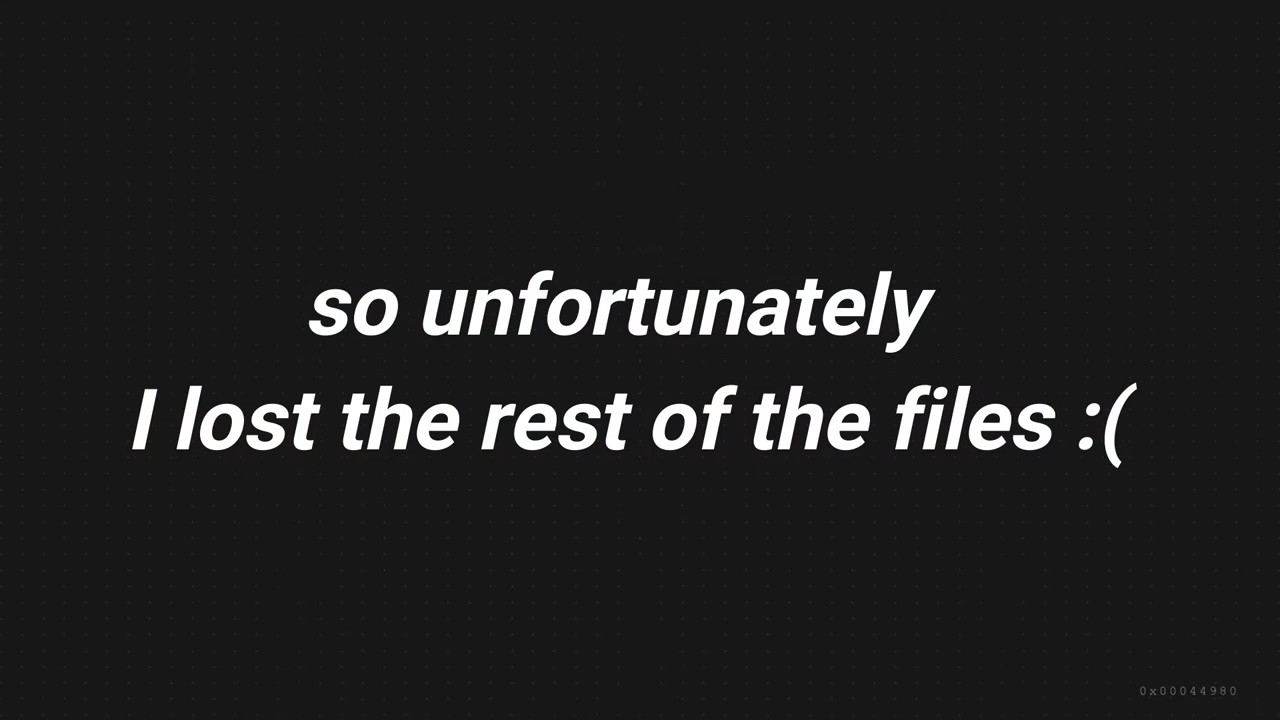 so unfortunately
I lost the rest of the files :(
0x00044980